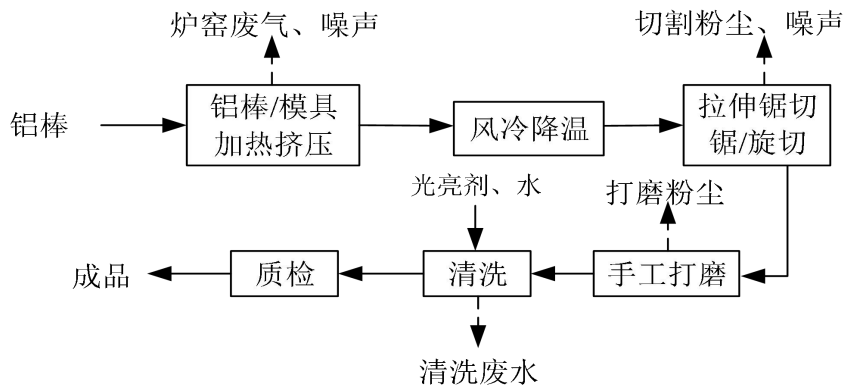 炉窑废气、噪声
切割粉尘、噪声
铝棒
铝棒/模具
加热挤压
风冷降温
拉伸锯切
锯/旋切
光亮剂、水
打磨粉尘
成品
质检
清洗
手工打磨
清洗废水